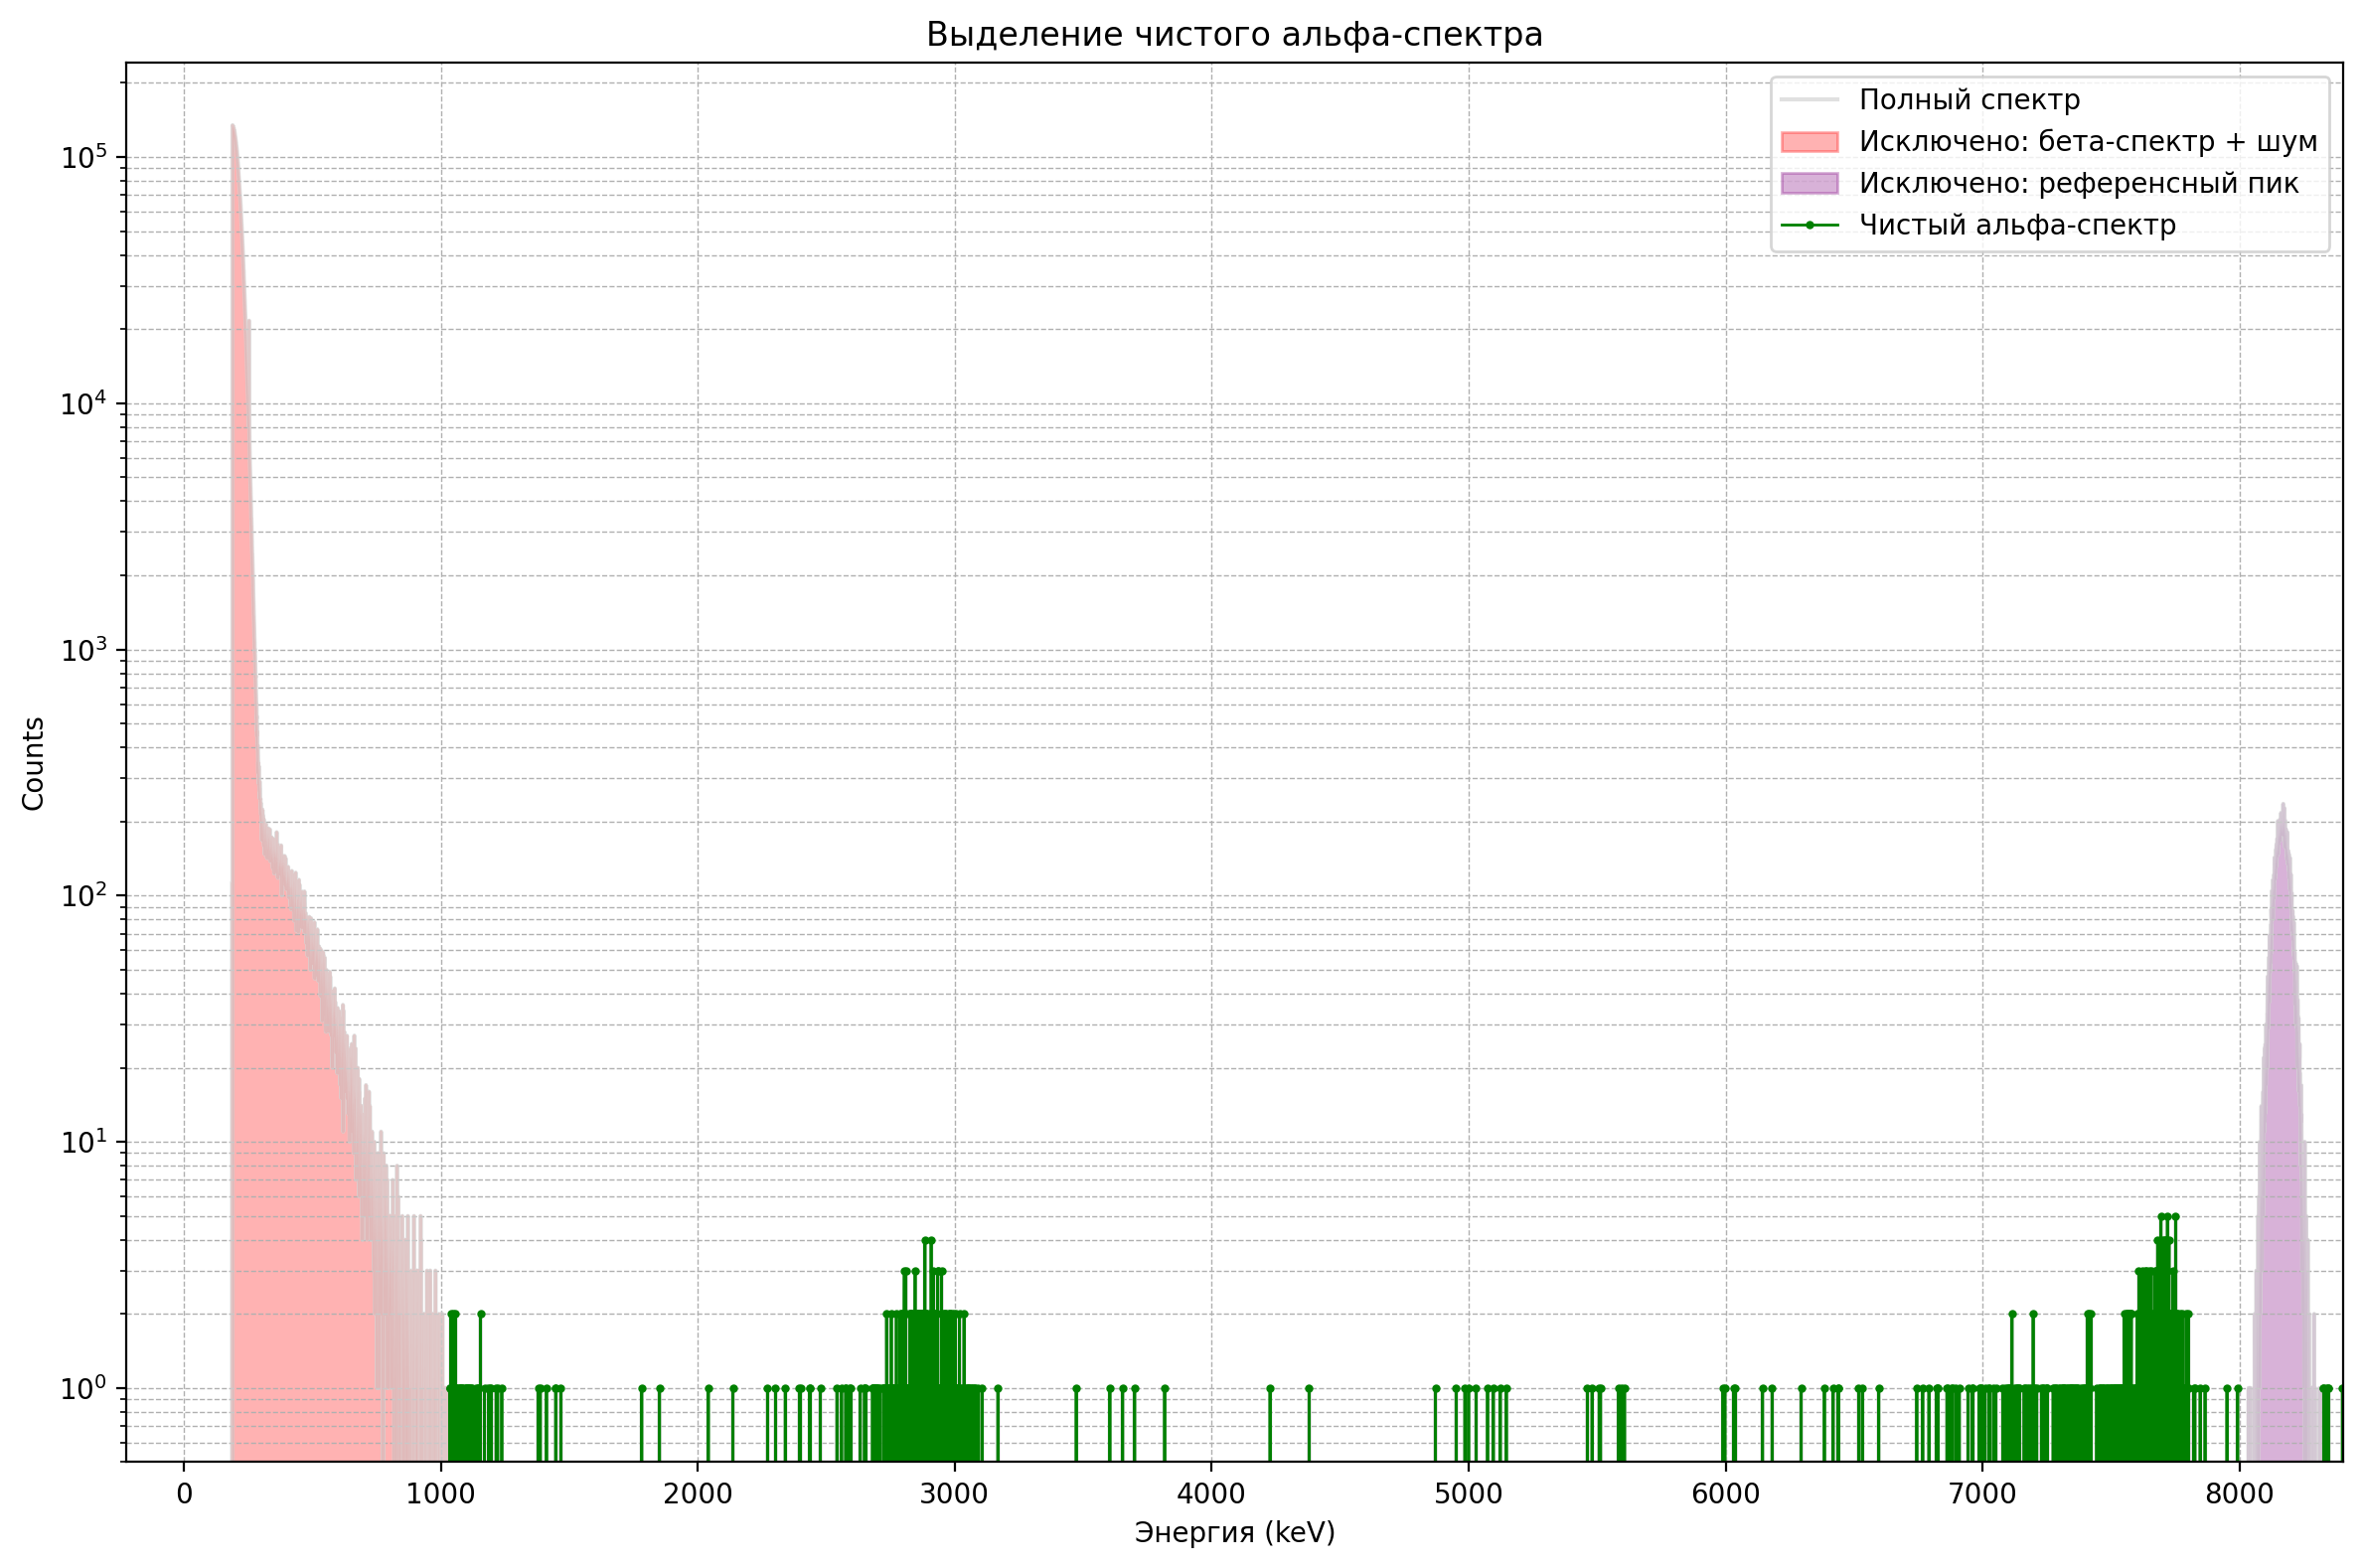 Выделение чистого альфа-спектра
Полный спектр
Исключено: бета-спектр + шум
Исключено: референсный пик
Чистый альфа-спектр
Counts
10⁵
10⁴
10³
10²
10¹
10⁰
0 1000 2000 3000 4000 5000 6000 7000 8000
Энергия (keV)